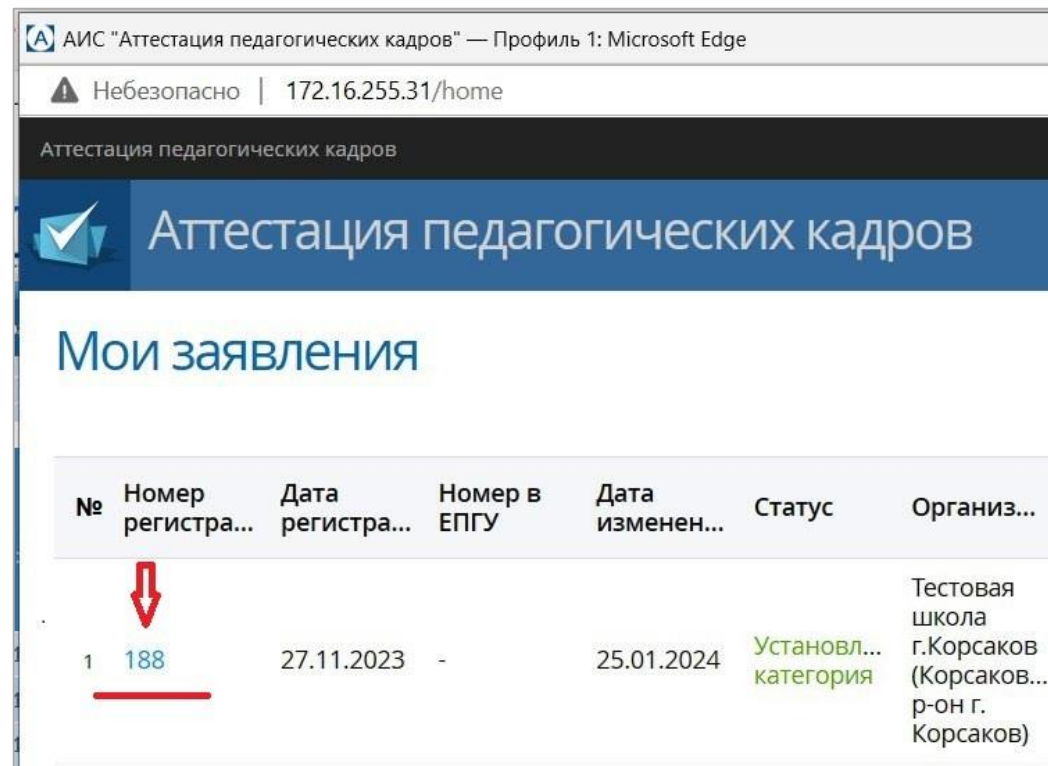 АИС "Аттестация педагогических кадров" — Профиль 1: Microsoft Edge
Небезопасно | 172.16.255.31/home
Аттестация педагогических кадров
Аттестация педагогических кадров
Мои заявления
№ Номер регистра... Дата регистра... Номер в ЕПГУ Дата изменен... Статус Организ...
1 188 27.11.2023 - 25.01.2024 Установл... категория Тестовая школа г.Корсаков (Корсаков... р-он г. Корсаков)